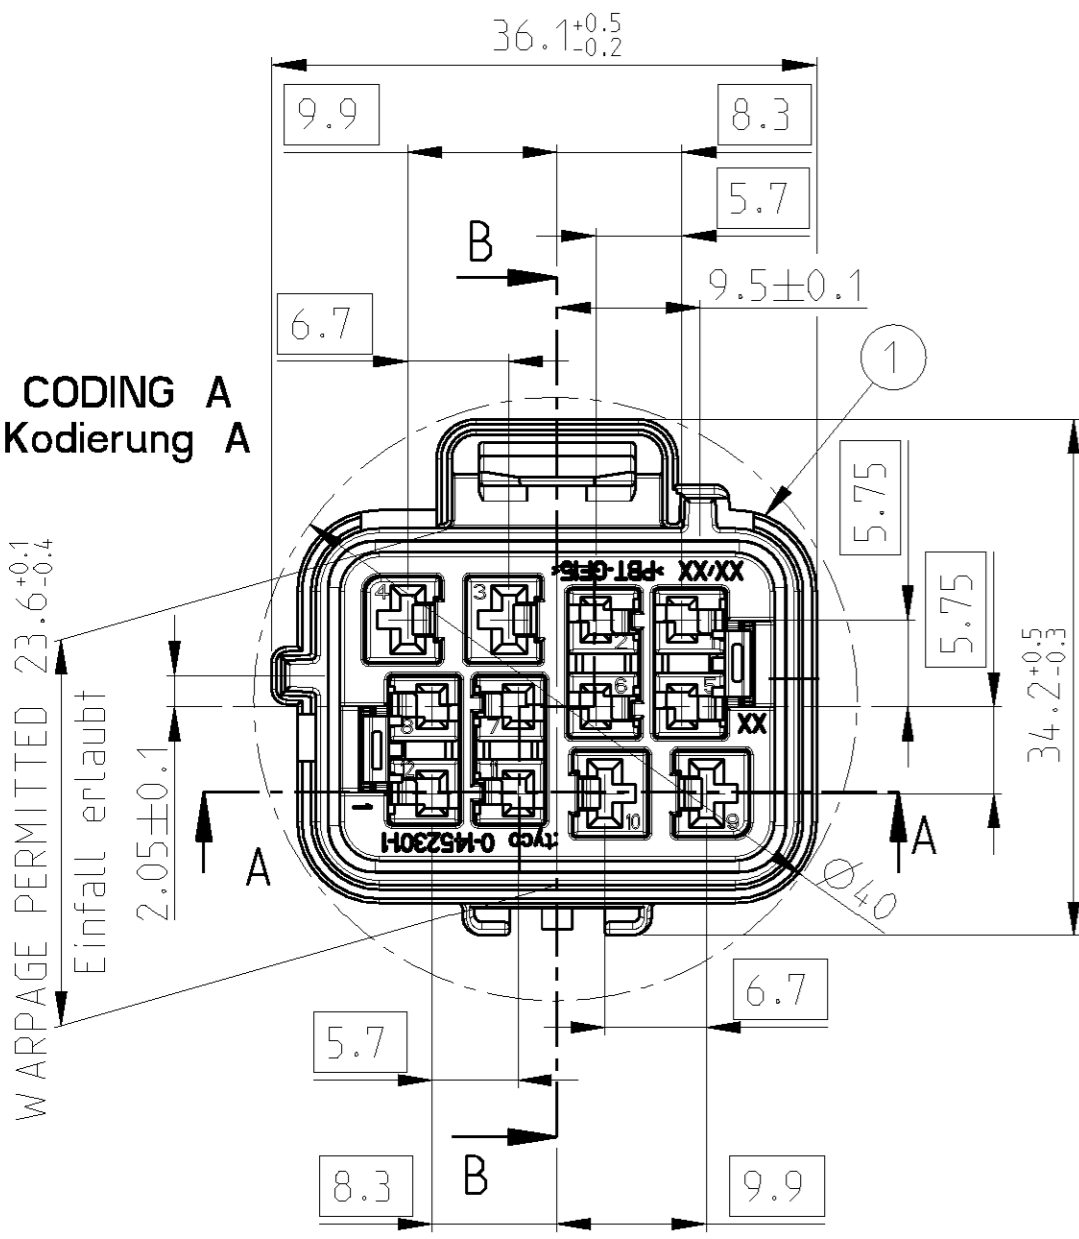 36.1 +0.5 -0.2
9.9
8.3
5.7
B
9.5±0.1
6.7
1
CODING A
Kodierung A
5.75
5.75
34.2 +0.5 -0.3
WARPAGE PERMITTED 23.6 +0.1 -0.4
Einfall erlaubt
2.05±0.1
XX/XX >PBT-GF15<
4
3
2
6
5
8
7
XX
12
11
10
9
1
:tyco 0-1452301-1
A
A
Ø40
6.7
5.7
B
8.3
9.9